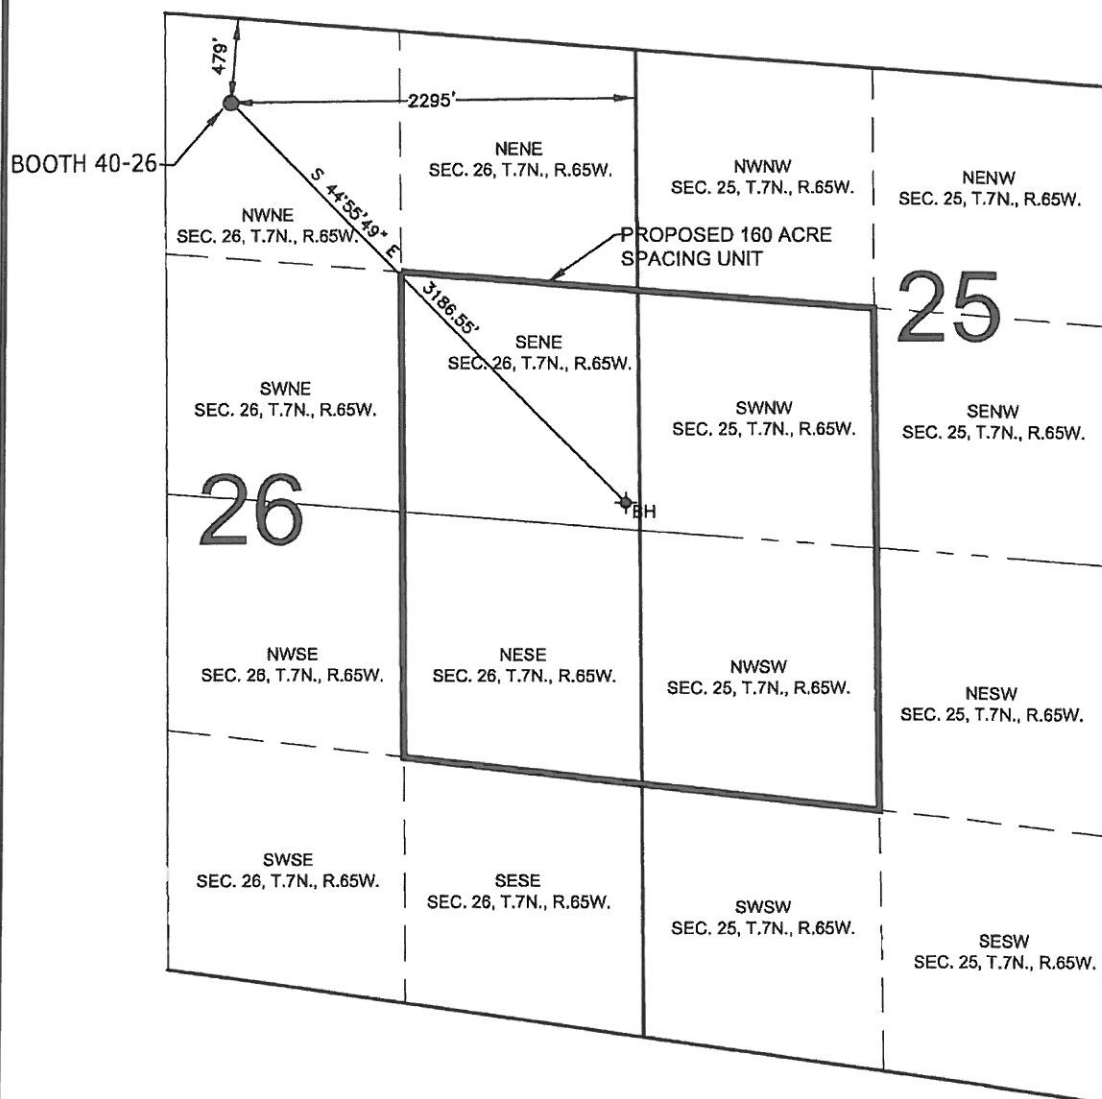 479'
2295'
BOOTH 40-26
NENE
SEC. 26, T.7N., R.65W.
NWNW
SEC. 25, T.7N., R.65W.
NENW
SEC. 25, T.7N., R.65W.
S 44°55'49" E
NWNE
SEC. 26, T.7N., R.65W.
PROPOSED 160 ACRE
SPACING UNIT
25
3186.55'
SENE
SEC. 26, T.7N., R.65W.
SWNE
SEC. 26, T.7N., R.65W.
SWNW
SEC. 25, T.7N., R.65W.
SENW
SEC. 25, T.7N., R.65W.
26
BH
NWSE
SEC. 26, T.7N., R.65W.
NESE
SEC. 26, T.7N., R.65W.
NWSW
SEC. 25, T.7N., R.65W.
NESW
SEC. 25, T.7N., R.65W.
SWSE
SEC. 26, T.7N., R.65W.
SESE
SEC. 26, T.7N., R.65W.
SWSW
SEC. 25, T.7N., R.65W.
SESW
SEC. 25, T.7N., R.65W.